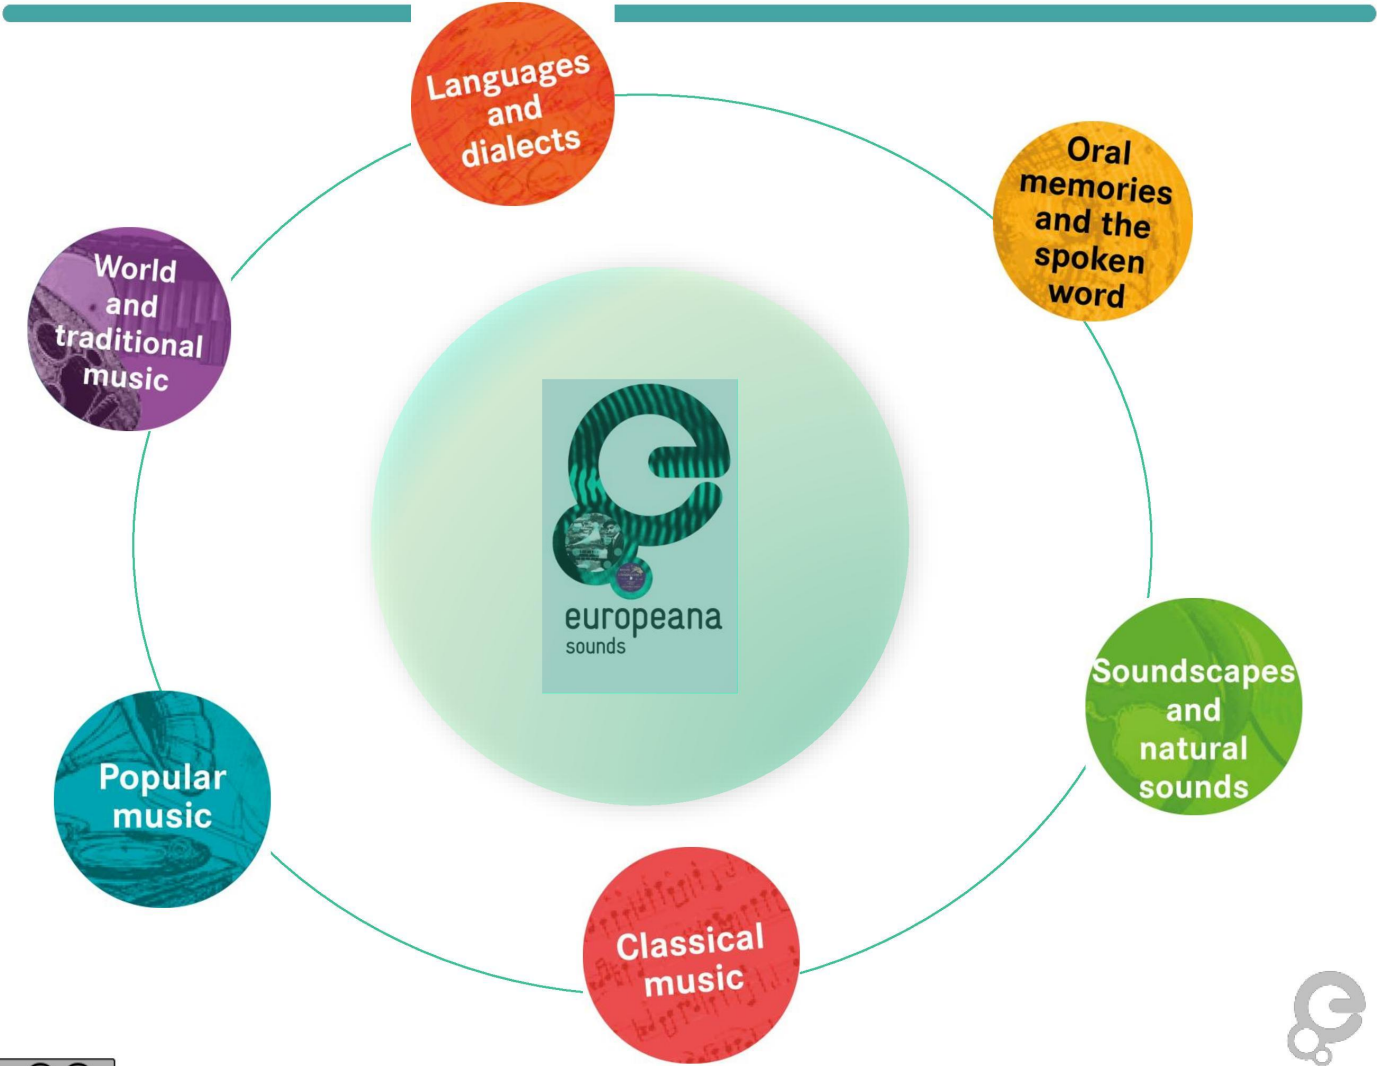 Languages
and
dialects
Oral
memories
and the
spoken
word
World
and
traditional
music
europeana
sounds
Soundscapes
and
natural
sounds
Popular
music
Classical
music